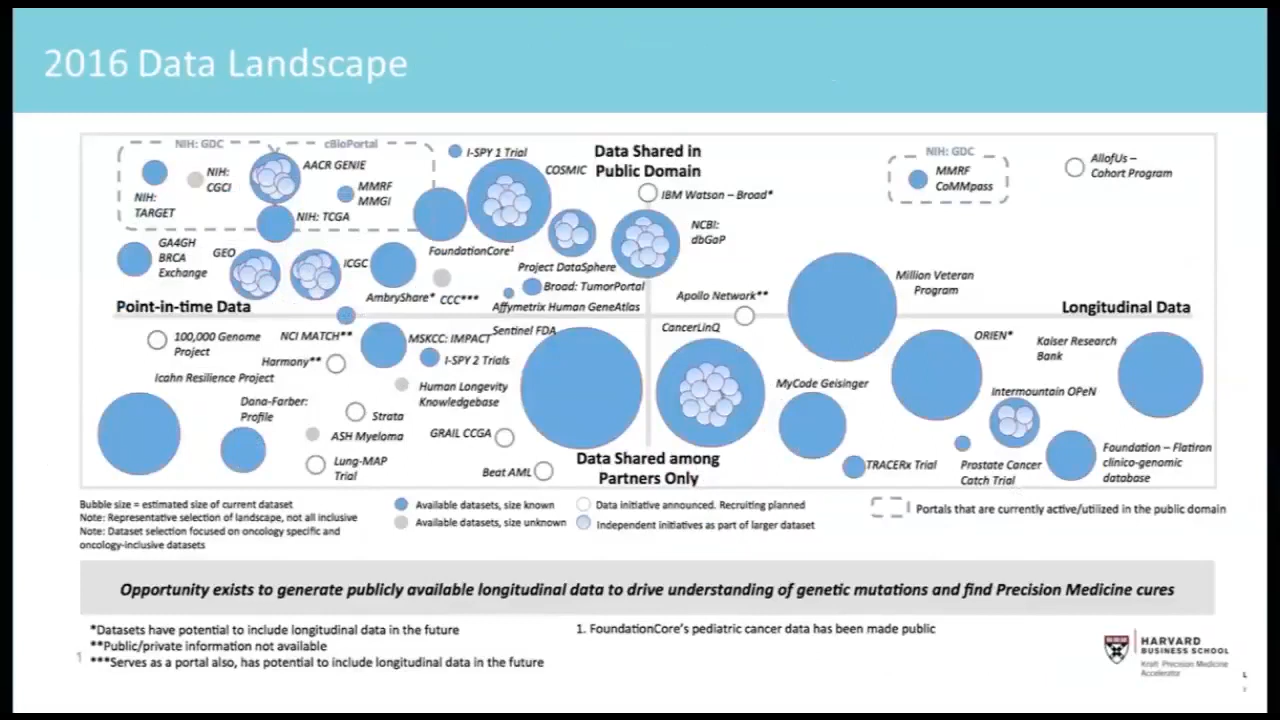 2016 Data Landscape
NIH: GDC
cBioPortal
NIH:
TARGET
NIH:
CGCI
AACR GENIE
MMRF
MMGI
NIH: TCGA
I-SPY 1 Trial
COSMIC
Data Shared in
Public Domain
IBM Watson – Broad*
NCBI:
dbGaP
NIH: GDC
MMRF
CoMMpass
AllofUs –
Cohort Program
GA4GH
BRCA
Exchange
GEO
ICGC
FoundationCore¹
AmbryShare*
CCC***
Project DataSphere
Broad: TumorPortal
Affymetrix Human GeneAtlas
Apollo Network**
Million Veteran
Program
Point-in-time Data
Longitudinal Data
100,000 Genome
Project
NCI MATCH**
Harmony**
MSKCC: IMPACT
Sentinel FDA
I-SPY 2 Trials
CancerLinQ
ORIEN*
Kaiser Research
Bank
Icahn Resilience Project
Human Longevity
Knowledgebase
MyCode Geisinger
Intermountain OPeN
Dana-Farber:
Profile
Strata
ASH Myeloma
GRAIL CCGA
Lung-MAP
Trial
Beat AML
Data Shared among
Partners Only
TRACERx Trial
Prostate Cancer
Catch Trial
Foundation – Flatiron
clinico-genomic
database
Bubble size = estimated size of current dataset
Note: Representative selection of landscape, not all inclusive
Note: Dataset selection focused on oncology specific and
oncology-inclusive datasets
Available datasets, size known
Available datasets, size unknown
Data initiative announced. Recruiting planned
Independent initiatives as part of larger dataset
Portals that are currently active/utilized in the public domain
Opportunity exists to generate publicly available longitudinal data to drive understanding of genetic mutations and find Precision Medicine cures
*Datasets have potential to include longitudinal data in the future
**Public/private information not available
***Serves as a portal also, has potential to include longitudinal data in the future
1. FoundationCore's pediatric cancer data has been made public
1
HARVARD
BUSINESS SCHOOL
Kraft Precision Medicine
Accelerator